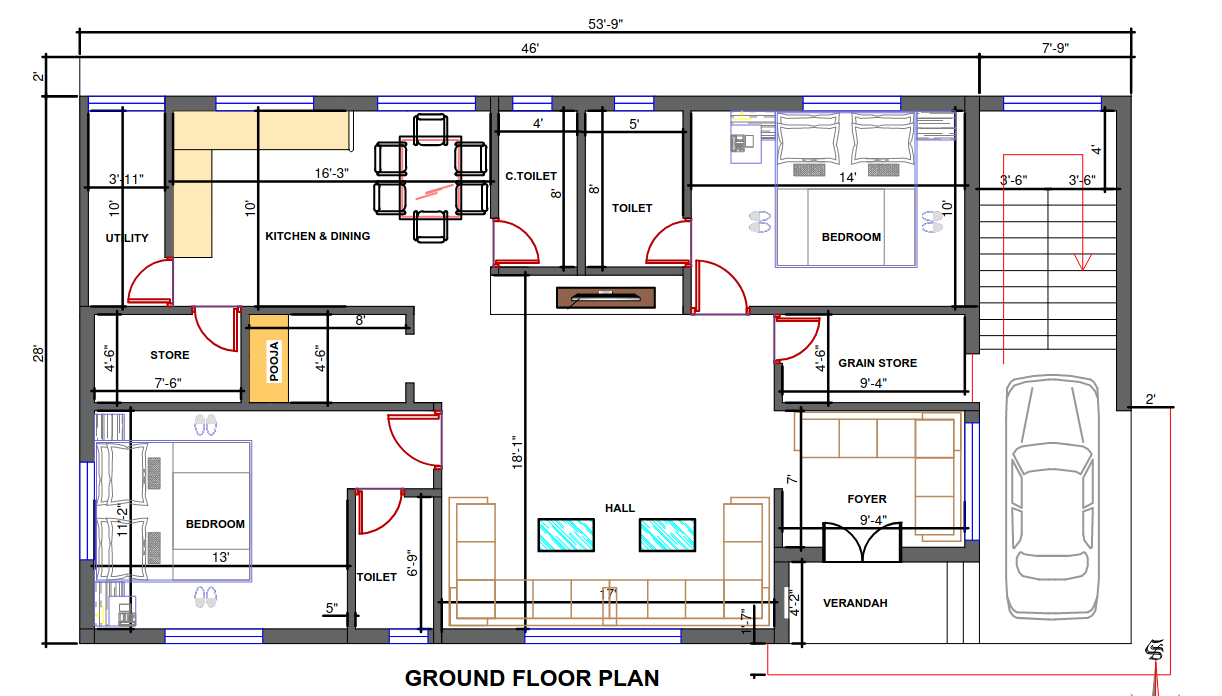 53'-9"
46'
7'-9"
2'
4'
5'
4'
3'-11"
16'-3"
C.TOILET
14'
3'-6"
3'-6"
10'
10'
8'
8'
TOILET
10'
UTILITY
KITCHEN & DINING
BEDROOM
28'
8'
4'-6"
STORE
POOJA
4'-6"
4'-6"
GRAIN STORE
7'-6"
9'-4"
2'
18'-1"
7'
FOYER
HALL
9'-4"
11'-2"
BEDROOM
13'
TOILET
6'-9"
17'
5"
1'-7"
4'-2"
VERANDAH
GROUND FLOOR PLAN